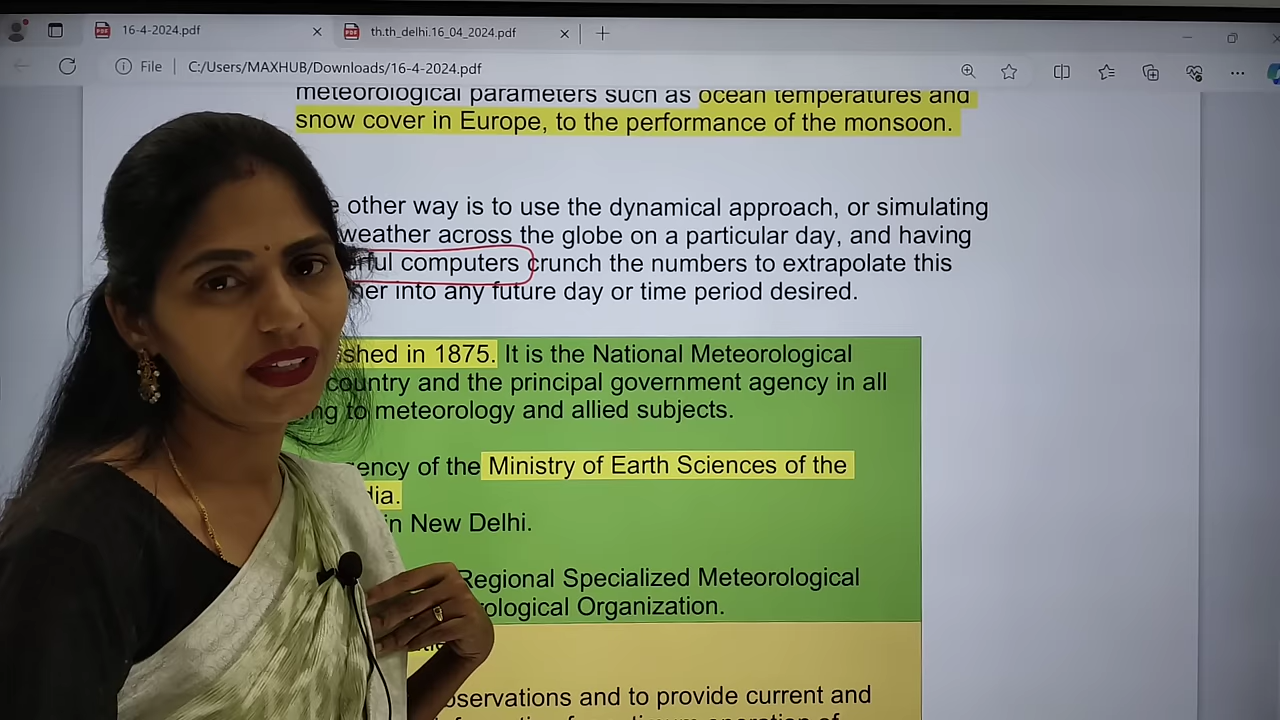 16-4-2024.pdf
th.th_delhi.16_04_2024.pdf
File
C:/Users/MAXHUB/Downloads/16-4-2024.pdf
meteorological parameters such as ocean temperatures and
snow cover in Europe, to the performance of the monsoon.
other way is to use the dynamical approach, or simulating
weather across the globe on a particular day, and having
computers crunch the numbers to extrapolate this
into any future day or time period desired.
in 1875. It is the National Meteorological
country and the principal government agency in all
to meteorology and allied subjects.
of the Ministry of Earth Sciences of the
in New Delhi.
Regional Specialized Meteorological
Organization.
and to provide current and